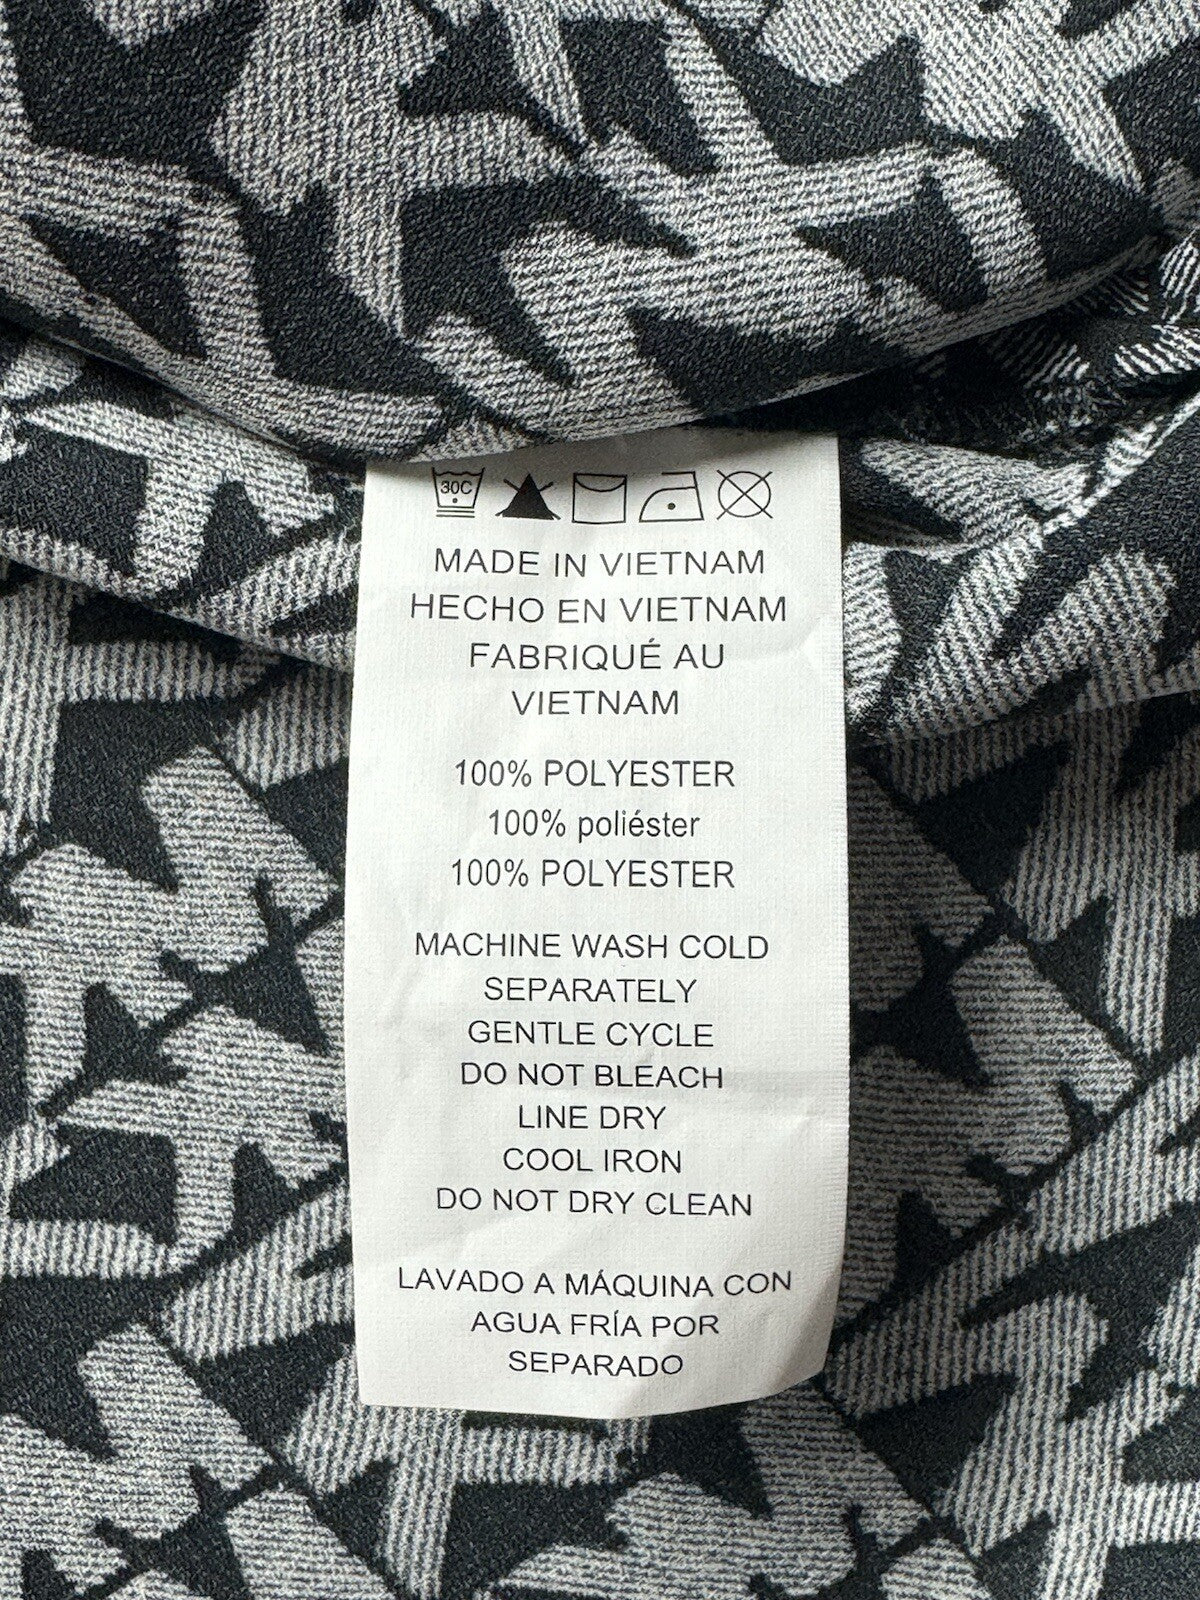 30C
MADE IN VIETNAM
HECHO EN VIETNAM
FABRIQUÉ AU
VIETNAM
100% POLYESTER
100% poliéster
100% POLYESTER
MACHINE WASH COLD
SEPARATELY
GENTLE CYCLE
DO NOT BLEACH
LINE DRY
COOL IRON
DO NOT DRY CLEAN
LAVADO A MÁQUINA CON
AGUA FRÍA POR
SEPARADO